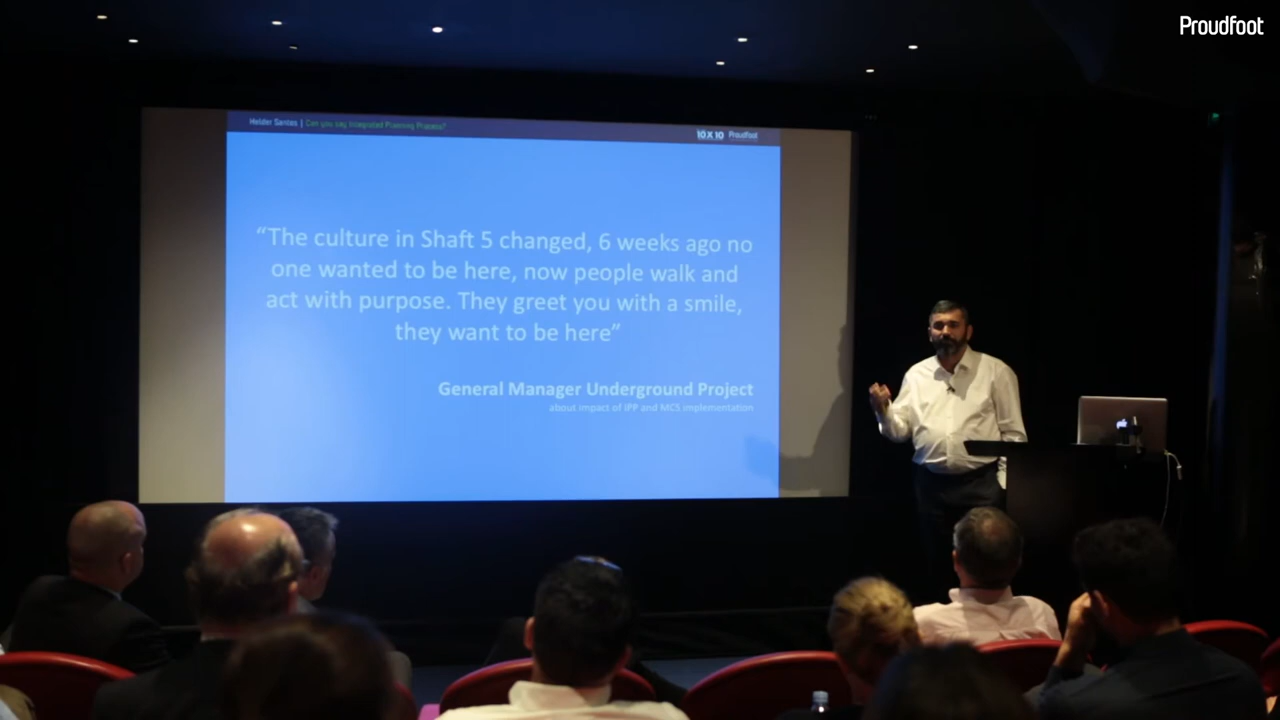 Proudfoot
Helder Santos | Can you say Integrated Planning Process?
10X10 Proudfoot
“The culture in Shaft 5 changed, 6 weeks ago no
one wanted to be here, now people walk and
act with purpose. They greet you with a smile,
they want to be here”
General Manager Underground Project
about impact of IPP and MCS implementation